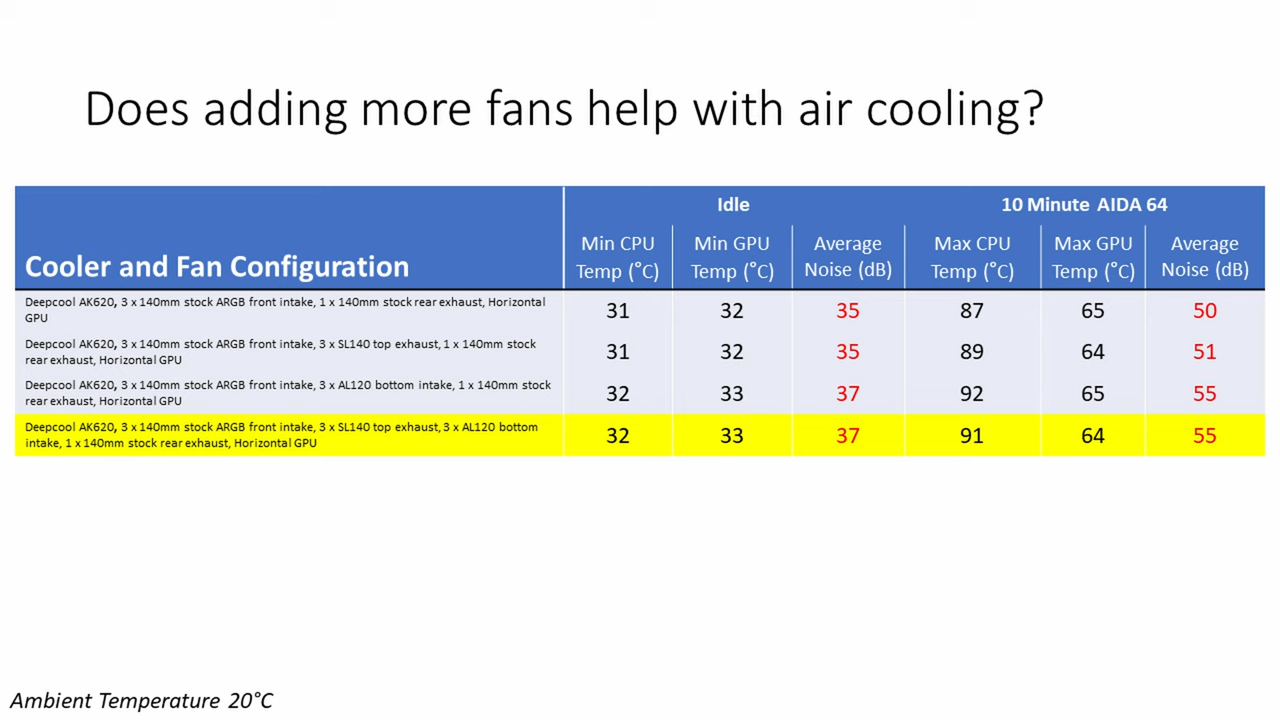 Does adding more fans help with air cooling?
Idle
10 Minute AIDA 64
Cooler and Fan Configuration
Min CPU
Temp (°C)
Min GPU
Temp (°C)
Average
Noise (dB)
Max CPU
Temp (°C)
Max GPU
Temp (°C)
Average
Noise (dB)
Deepcool AK620, 3 x 140mm stock ARGB front intake, 1 x 140mm stock rear exhaust, Horizontal
GPU
31
32
35
87
65
50
Deepcool AK620, 3 x 140mm stock ARGB front intake, 3 x SL140 top exhaust, 1 x 140mm stock
rear exhaust, Horizontal GPU
31
32
35
89
64
51
Deepcool AK620, 3 x 140mm stock ARGB front intake, 3 x AL120 bottom intake, 1 x 140mm stock
rear exhaust, Horizontal GPU
32
33
37
92
65
55
Deepcool AK620, 3 x 140mm stock ARGB front intake, 3 x SL140 top exhaust, 3 x AL120 bottom
intake, 1 x 140mm stock rear exhaust, Horizontal GPU
32
33
37
91
64
55
Ambient Temperature 20°C